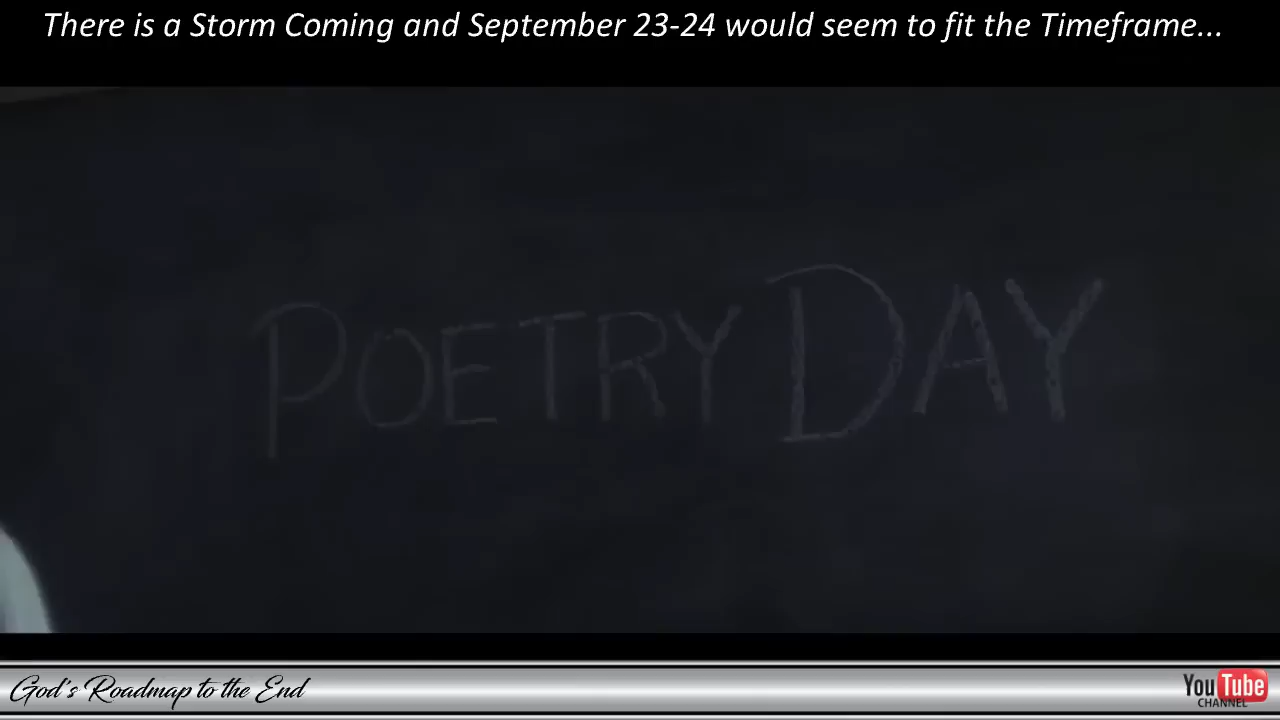 There is a Storm Coming and September 23-24 would seem to fit the Timeframe...
POETRY DAY
God's Roadmap to the End
YouTube
CHANNEL